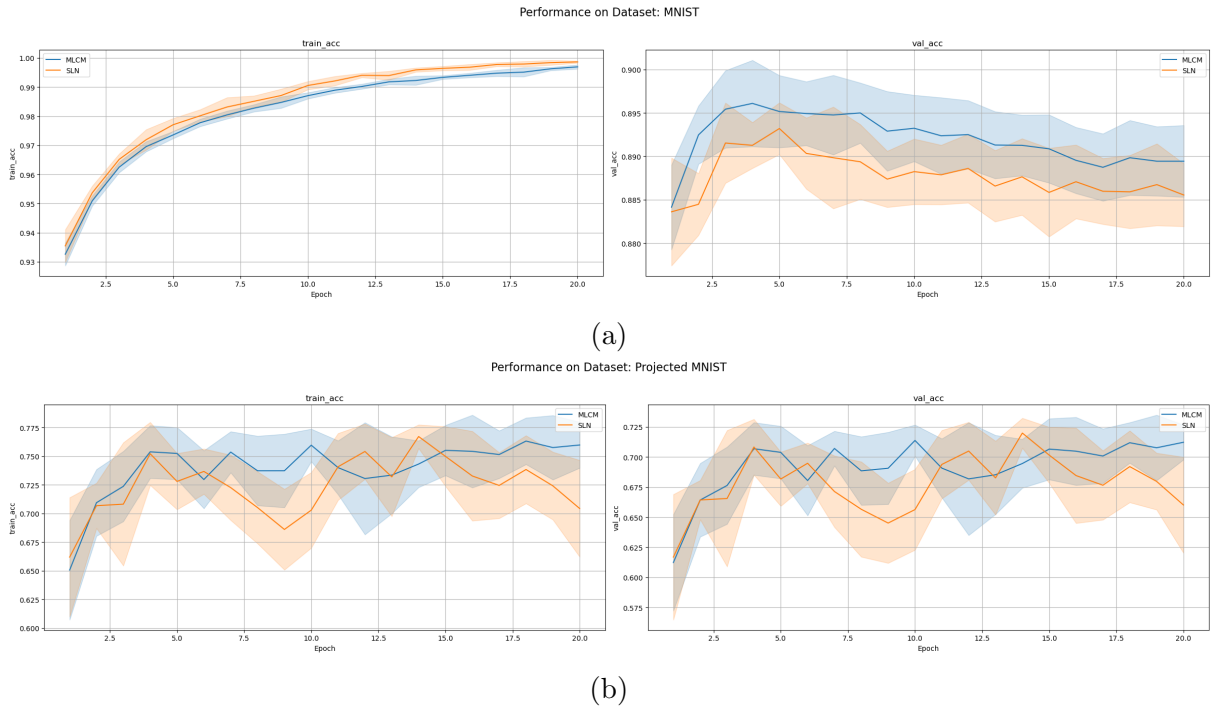 Performance on Dataset: MNIST
train_acc
val_acc
1.00
0.99
0.98
0.97
0.96
0.95
0.94
0.93
train_acc
MLCM
SLN
2.5 5.0 7.5 10.0 12.5 15.0 17.5 20.0
Epoch
0.900
0.895
0.890
0.885
0.880
val_acc
MLCM
SLN
2.5 5.0 7.5 10.0 12.5 15.0 17.5 20.0
Epoch
(a)
Performance on Dataset: Projected MNIST
train_acc
val_acc
0.775
0.750
0.725
0.700
0.675
0.650
0.625
0.600
train_acc
MLCM
SLN
2.5 5.0 7.5 10.0 12.5 15.0 17.5 20.0
Epoch
0.725
0.700
0.675
0.650
0.625
0.600
0.575
val_acc
MLCM
SLN
2.5 5.0 7.5 10.0 12.5 15.0 17.5 20.0
Epoch
(b)